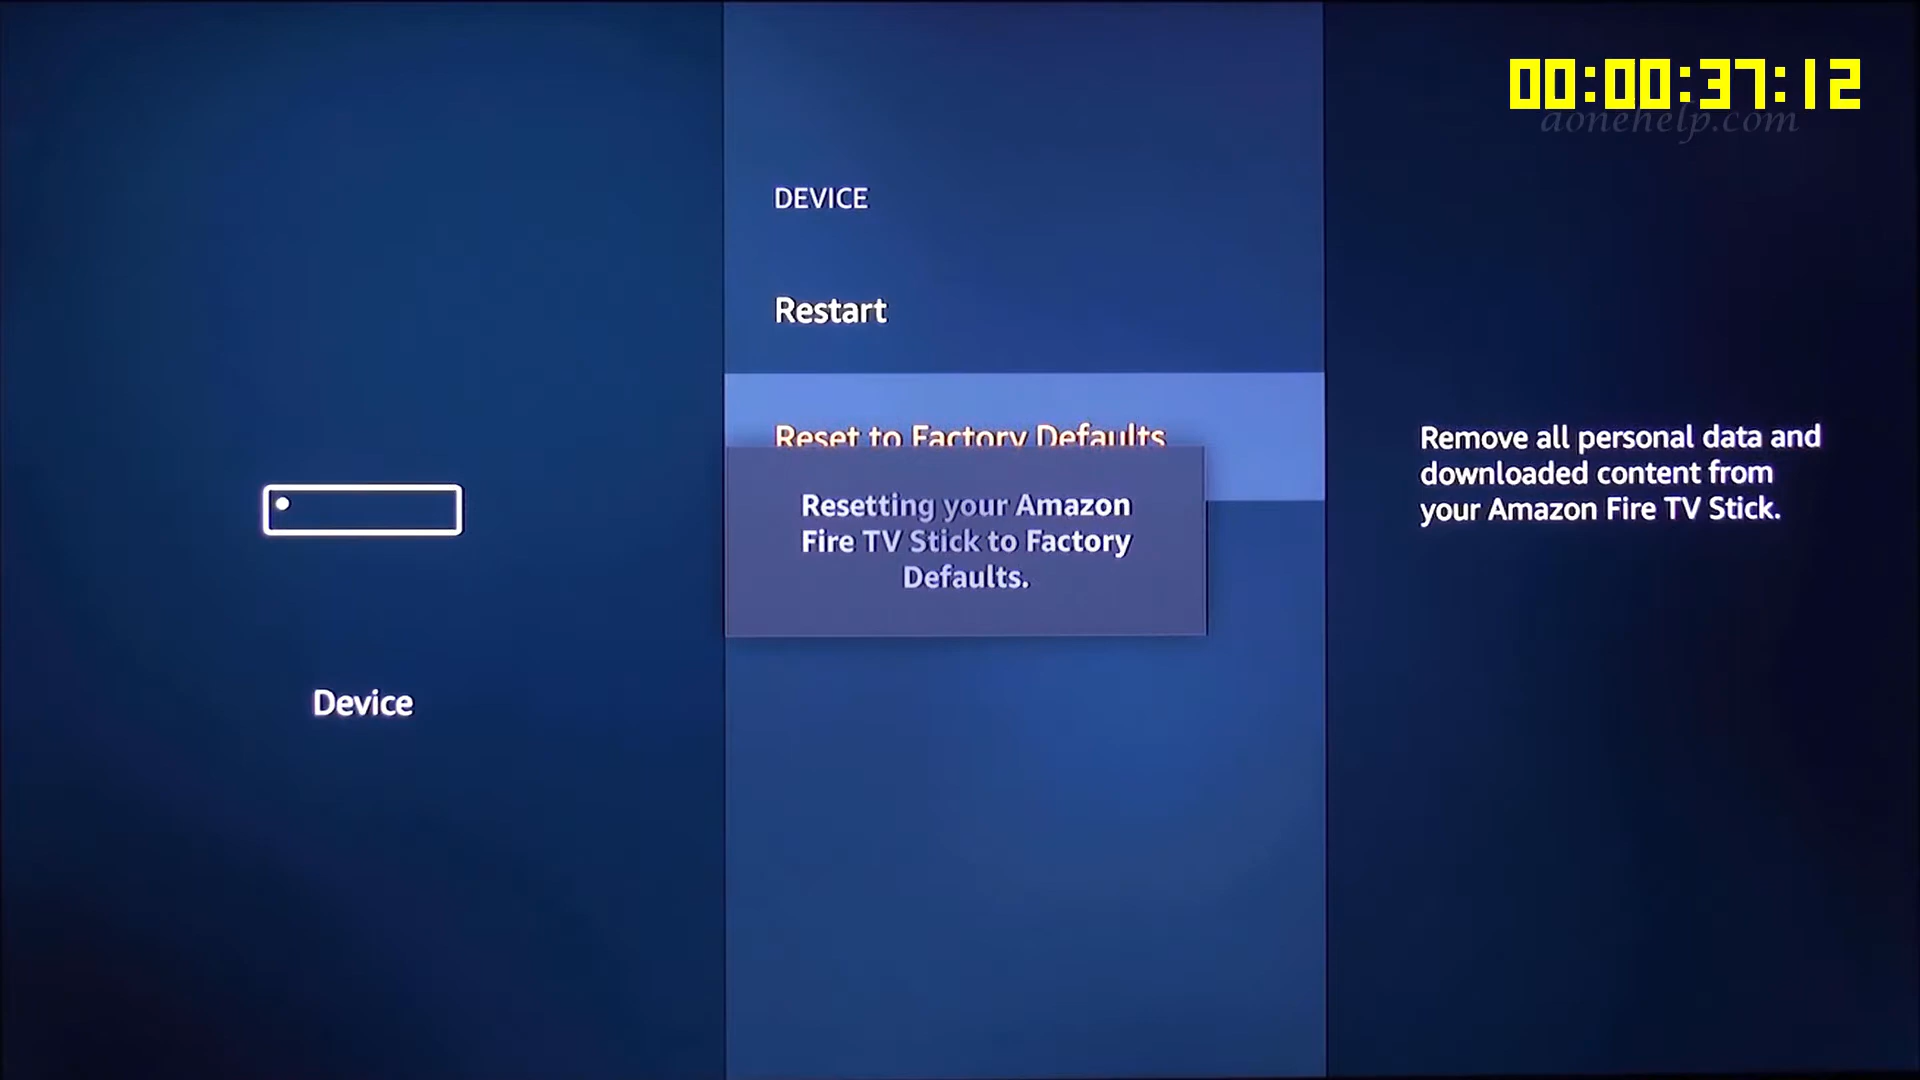 00:00:37:12
aonehelp.com
DEVICE
Restart
Reset to Factory Defaults
Resetting your Amazon
Fire TV Stick to Factory
Defaults.
Remove all personal data and
downloaded content from
your Amazon Fire TV Stick.
Device